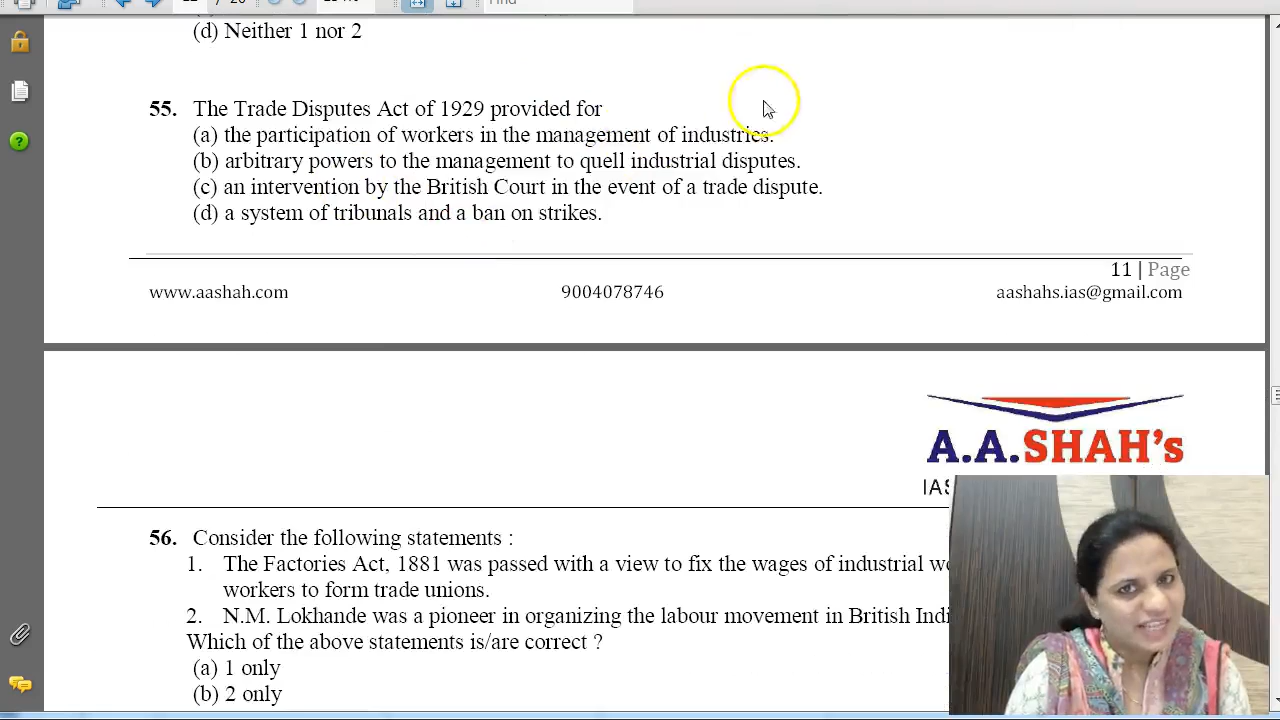 (d) Neither 1 nor 2
55. The Trade Disputes Act of 1929 provided for
(a) the participation of workers in the management of industries.
(b) arbitrary powers to the management to quell industrial disputes.
(c) an intervention by the British Court in the event of a trade dispute.
(d) a system of tribunals and a ban on strikes.
11 | Page
www.aashah.com 9004078746 aashahs.ias@gmail.com
A.A.SHAH's
IAS
56. Consider the following statements :
1. The Factories Act, 1881 was passed with a view to fix the wages of industrial
workers to form trade unions.
2. N.M. Lokhande was a pioneer in organizing the labour movement in British
Which of the above statements is/are correct ?
(a) 1 only
(b) 2 only